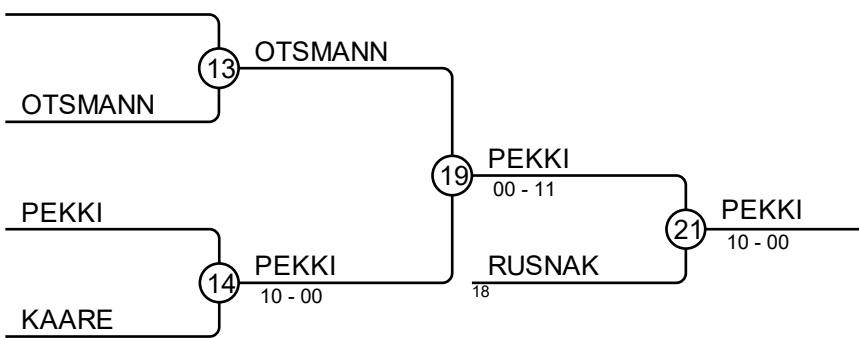 13
OTSMANN
OTSMANN
19
PEKKI
00 - 11
PEKKI
14
PEKKI
10 - 00
KAARE
21
PEKKI
10 - 00
RUSNAK
18